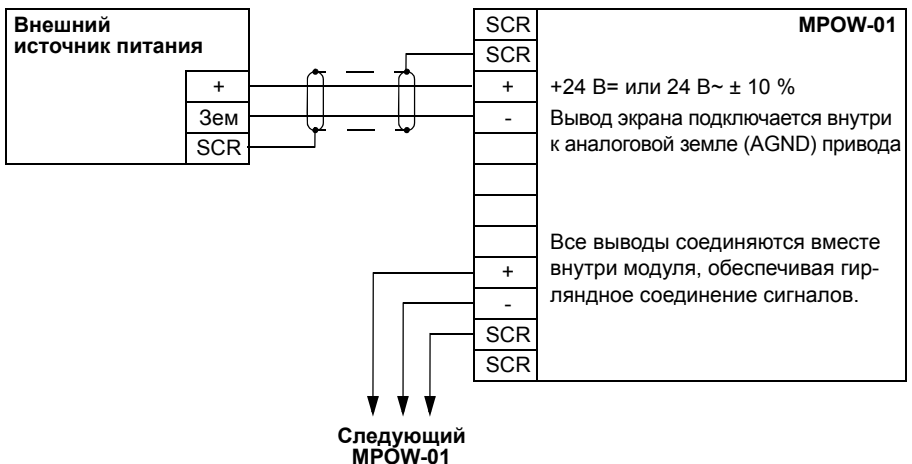 Внешний
источник питания
+
Зем
SCR
SCR
MPOW-01
SCR
+
+24 В= или 24 В~ ± 10 %
-
Вывод экрана подключается внутри
к аналоговой земле (AGND) привода
Все выводы соединяются вместе
внутри модуля, обеспечивая гир-
ляндное соединение сигналов.
+
-
SCR
SCR
Следующий
MPOW-01